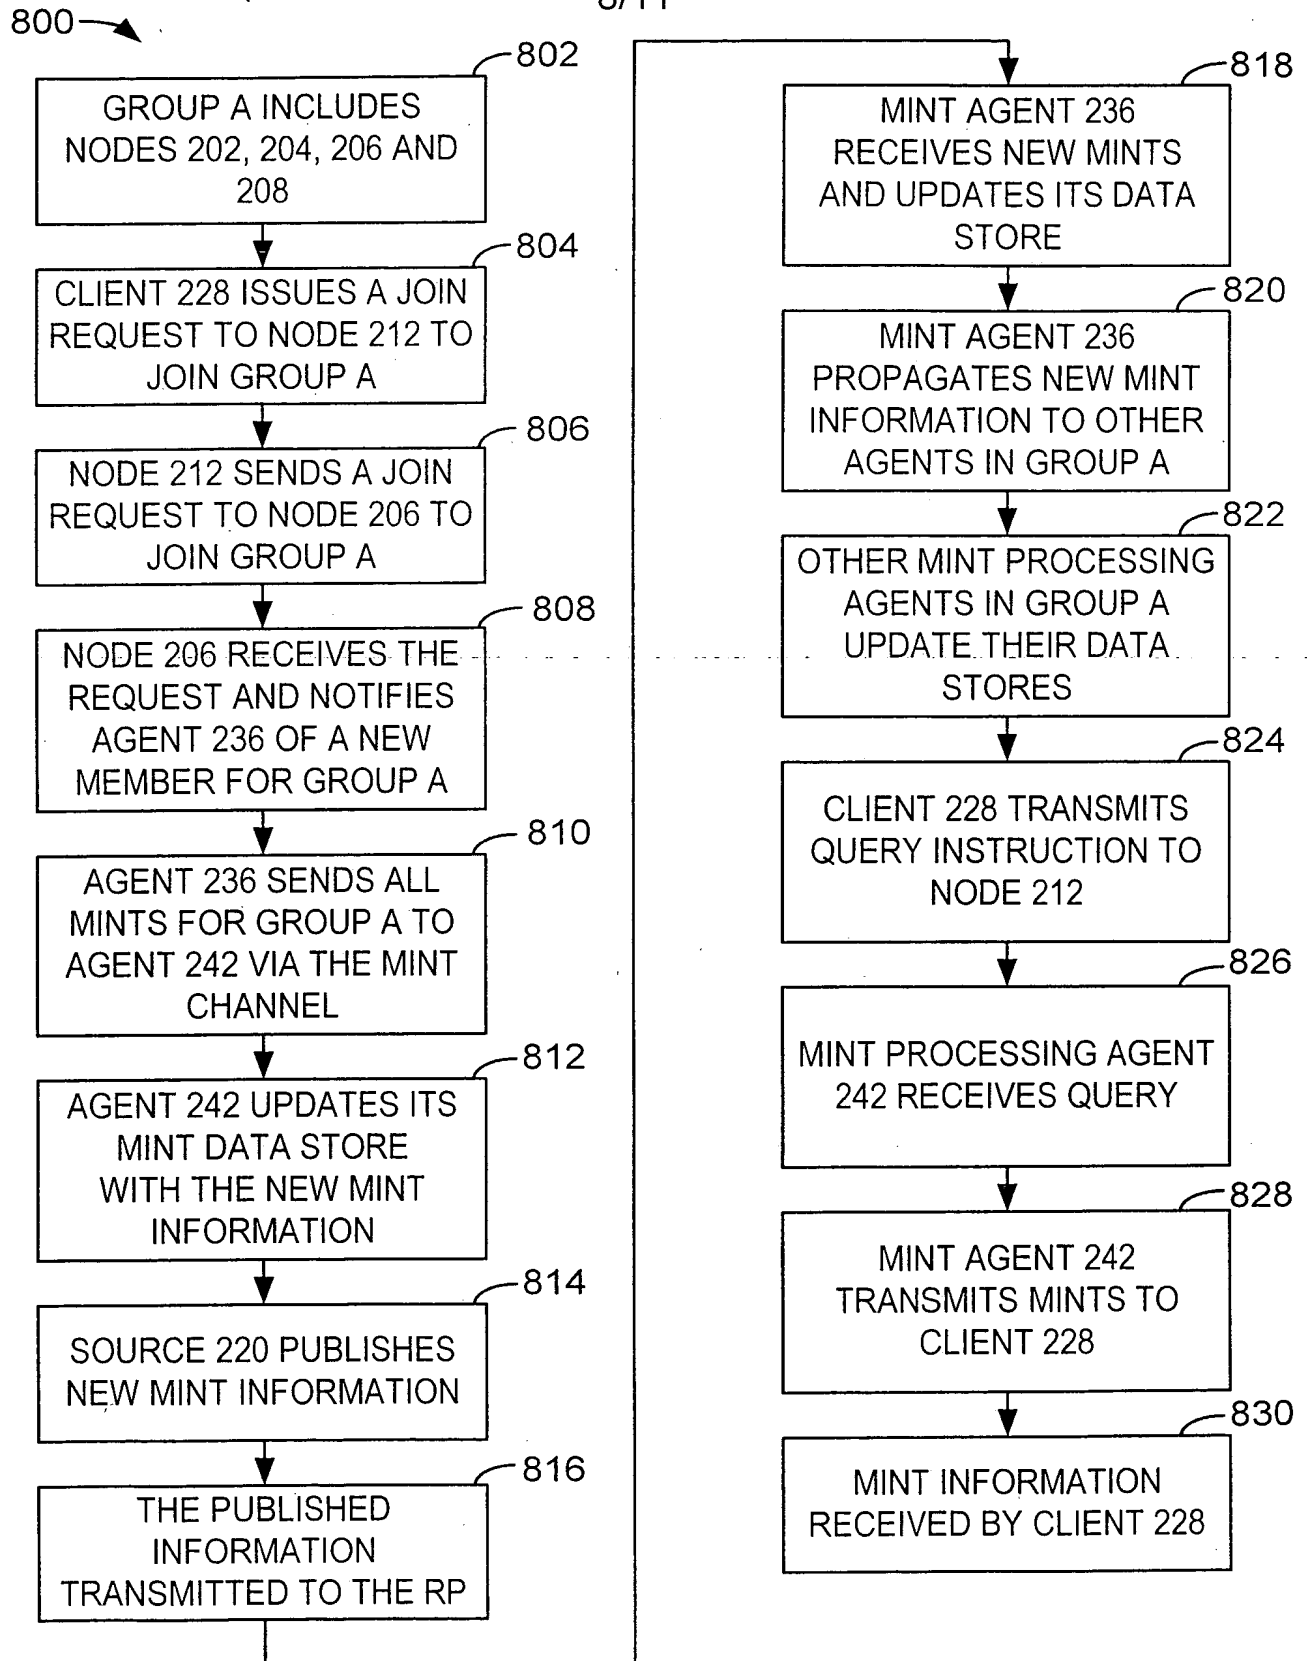 8/11
800
802
GROUP A INCLUDES
NODES 202, 204, 206 AND
208
804
CLIENT 228 ISSUES A JOIN
REQUEST TO NODE 212 TO
JOIN GROUP A
806
NODE 212 SENDS A JOIN
REQUEST TO NODE 206 TO
JOIN GROUP A
808
NODE 206 RECEIVES THE
REQUEST AND NOTIFIES
AGENT 236 OF A NEW
MEMBER FOR GROUP A
810
AGENT 236 SENDS ALL
MINTS FOR GROUP A TO
AGENT 242 VIA THE MINT
CHANNEL
812
AGENT 242 UPDATES ITS
MINT DATA STORE
WITH THE NEW MINT
INFORMATION
814
SOURCE 220 PUBLISHES
NEW MINT INFORMATION
816
THE PUBLISHED
INFORMATION
TRANSMITTED TO THE RP
818
MINT AGENT 236
RECEIVES NEW MINTS
AND UPDATES ITS DATA
STORE
820
MINT AGENT 236
PROPAGATES NEW MINT
INFORMATION TO OTHER
AGENTS IN GROUP A
822
OTHER MINT PROCESSING
AGENTS IN GROUP A
UPDATE THEIR DATA
STORES
824
CLIENT 228 TRANSMITS
QUERY INSTRUCTION TO
NODE 212
826
MINT PROCESSING AGENT
242 RECEIVES QUERY
828
MINT AGENT 242
TRANSMITS MINTS TO
CLIENT 228
830
MINT INFORMATION
RECEIVED BY CLIENT 228